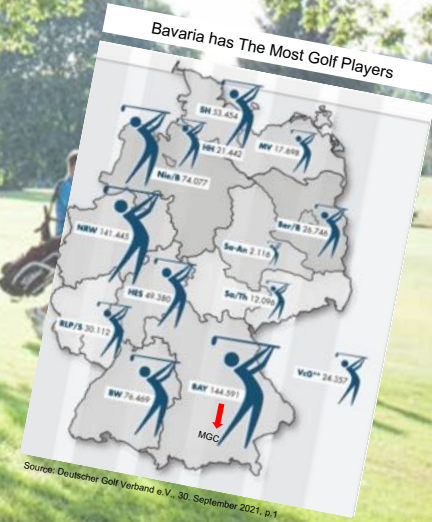 Bavaria has The Most Golf Players
SH 53.454
HH 21.442
MV 17.698
Nie/B 74.077
NRW 141.445
Ber/B 26.746
Sa-An 2.116
HES 49.380
Sa/Th 12.096
RLP/S 30.112
VcG** 24.357
BW 76.469
BAY 144.591
MGC
Source: Deutscher Golf Verband e.V., 30. September 2021, p.1